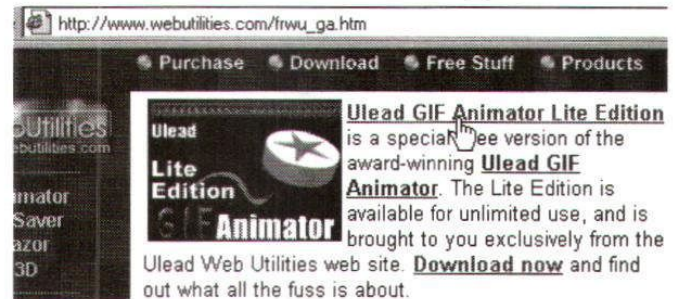 http://www.webutilities.com/frwu_ga.htm
Purchase Download Free Stuff Products
Utilities
ebutilities.com
imator
Saver
azor
3D
Ulead
Lite
Edition
GIF Animator
Ulead GIF Animator Lite Edition
is a special ee version of the
award-winning Ulead GIF
Animator. The Lite Edition is
available for unlimited use, and is
brought to you exclusively from the
Ulead Web Utilities web site. Download now and find
out what all the fuss is about.